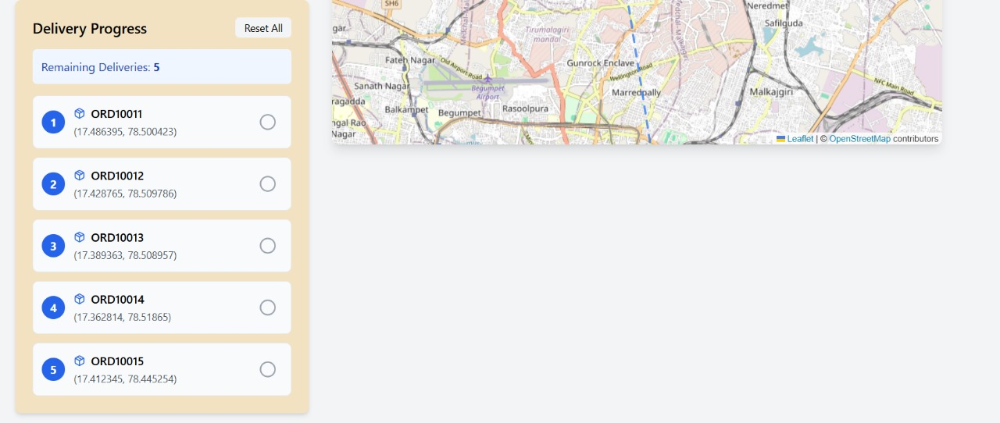 Delivery Progress
Reset All
Remaining Deliveries: 5
1
ORD10011
(17.486395, 78.500423)
2
ORD10012
(17.428765, 78.509786)
3
ORD10013
(17.389363, 78.508957)
4
ORD10014
(17.362814, 78.51865)
5
ORD10015
(17.412345, 78.445254)
SH6
Neredmet
Safilguda
gar
Tirumalagiri
mandal
Fateh Nagar
Old Airport Road
Gunrock Enclave
Wellington Road
NFC Main Road
Sanath Nagar
Begumpet
Airport
Marredpally
Malkajgiri
ragadda
Balkampet
Begumpet
Rasoolpura
ngal Rao
Nagar
Leaflet | © OpenStreetMap contributors